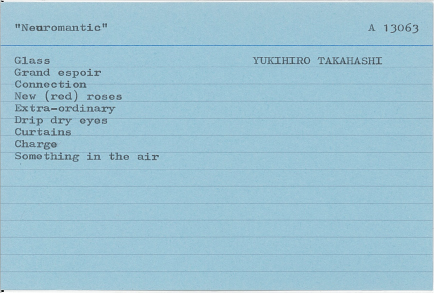 "Neuromantic" A 13063
Glass YUKIHIRO TAKAHASHI
Grand espoir
Connection
New (red) roses
Extra-ordinary
Drip dry eyes
Curtains
Charge
Something in the air